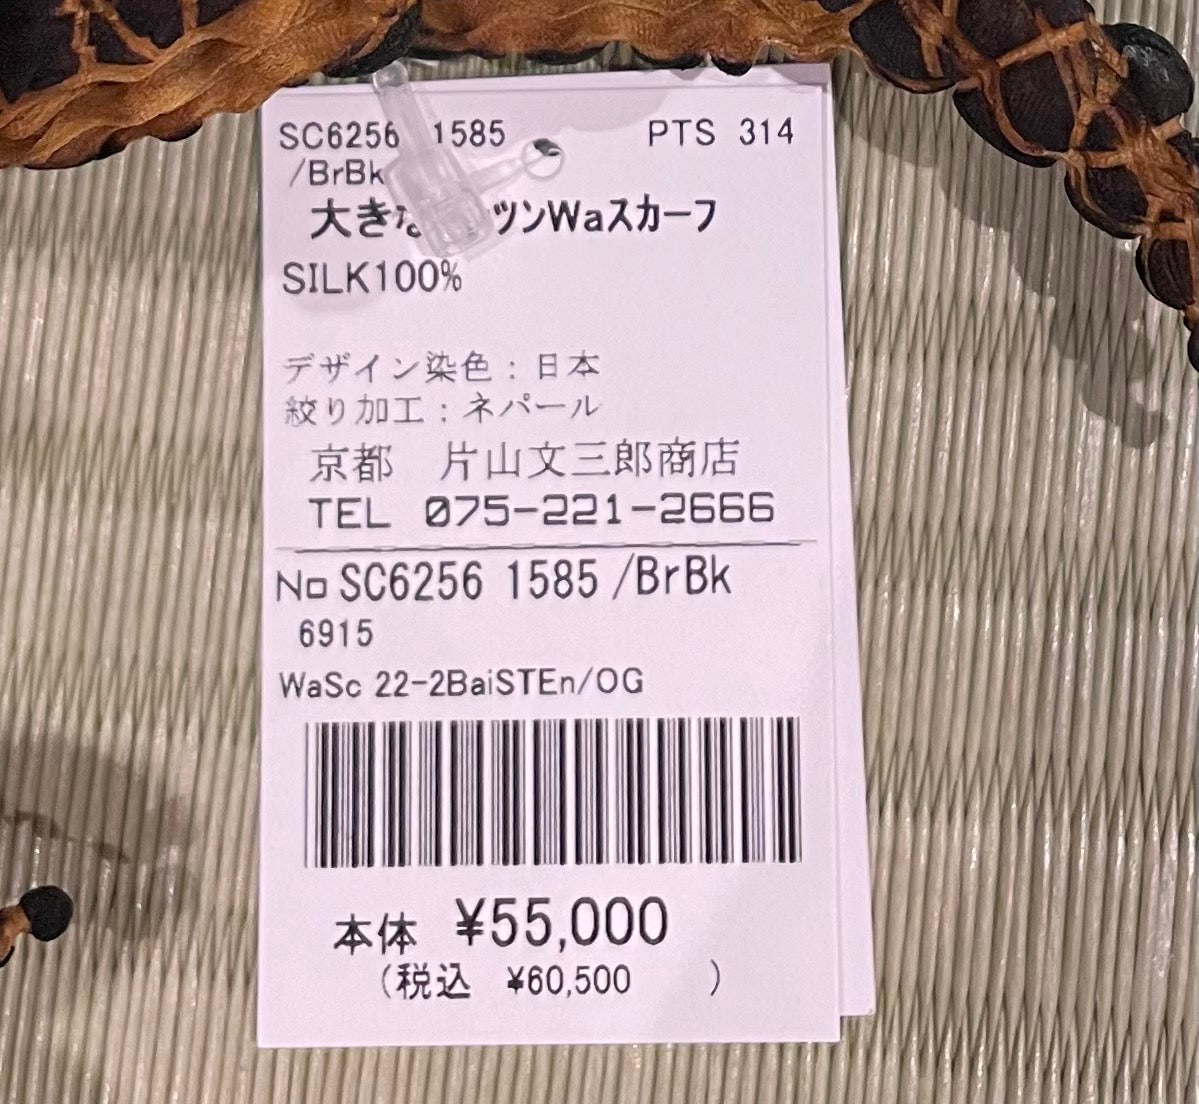 SC6256 1585 PTS 314
/BrBk
大きな ツンWaスカーフ
SILK100%
デザイン染色：日本
絞り加工：ネパール
京都 片山文三郎商店
TEL 075-221-2666
No SC6256 1585 /BrBk
6915
WaSc 22-2BaiSTEn/OG
本体 ¥55,000
(税込 ¥60,500 )